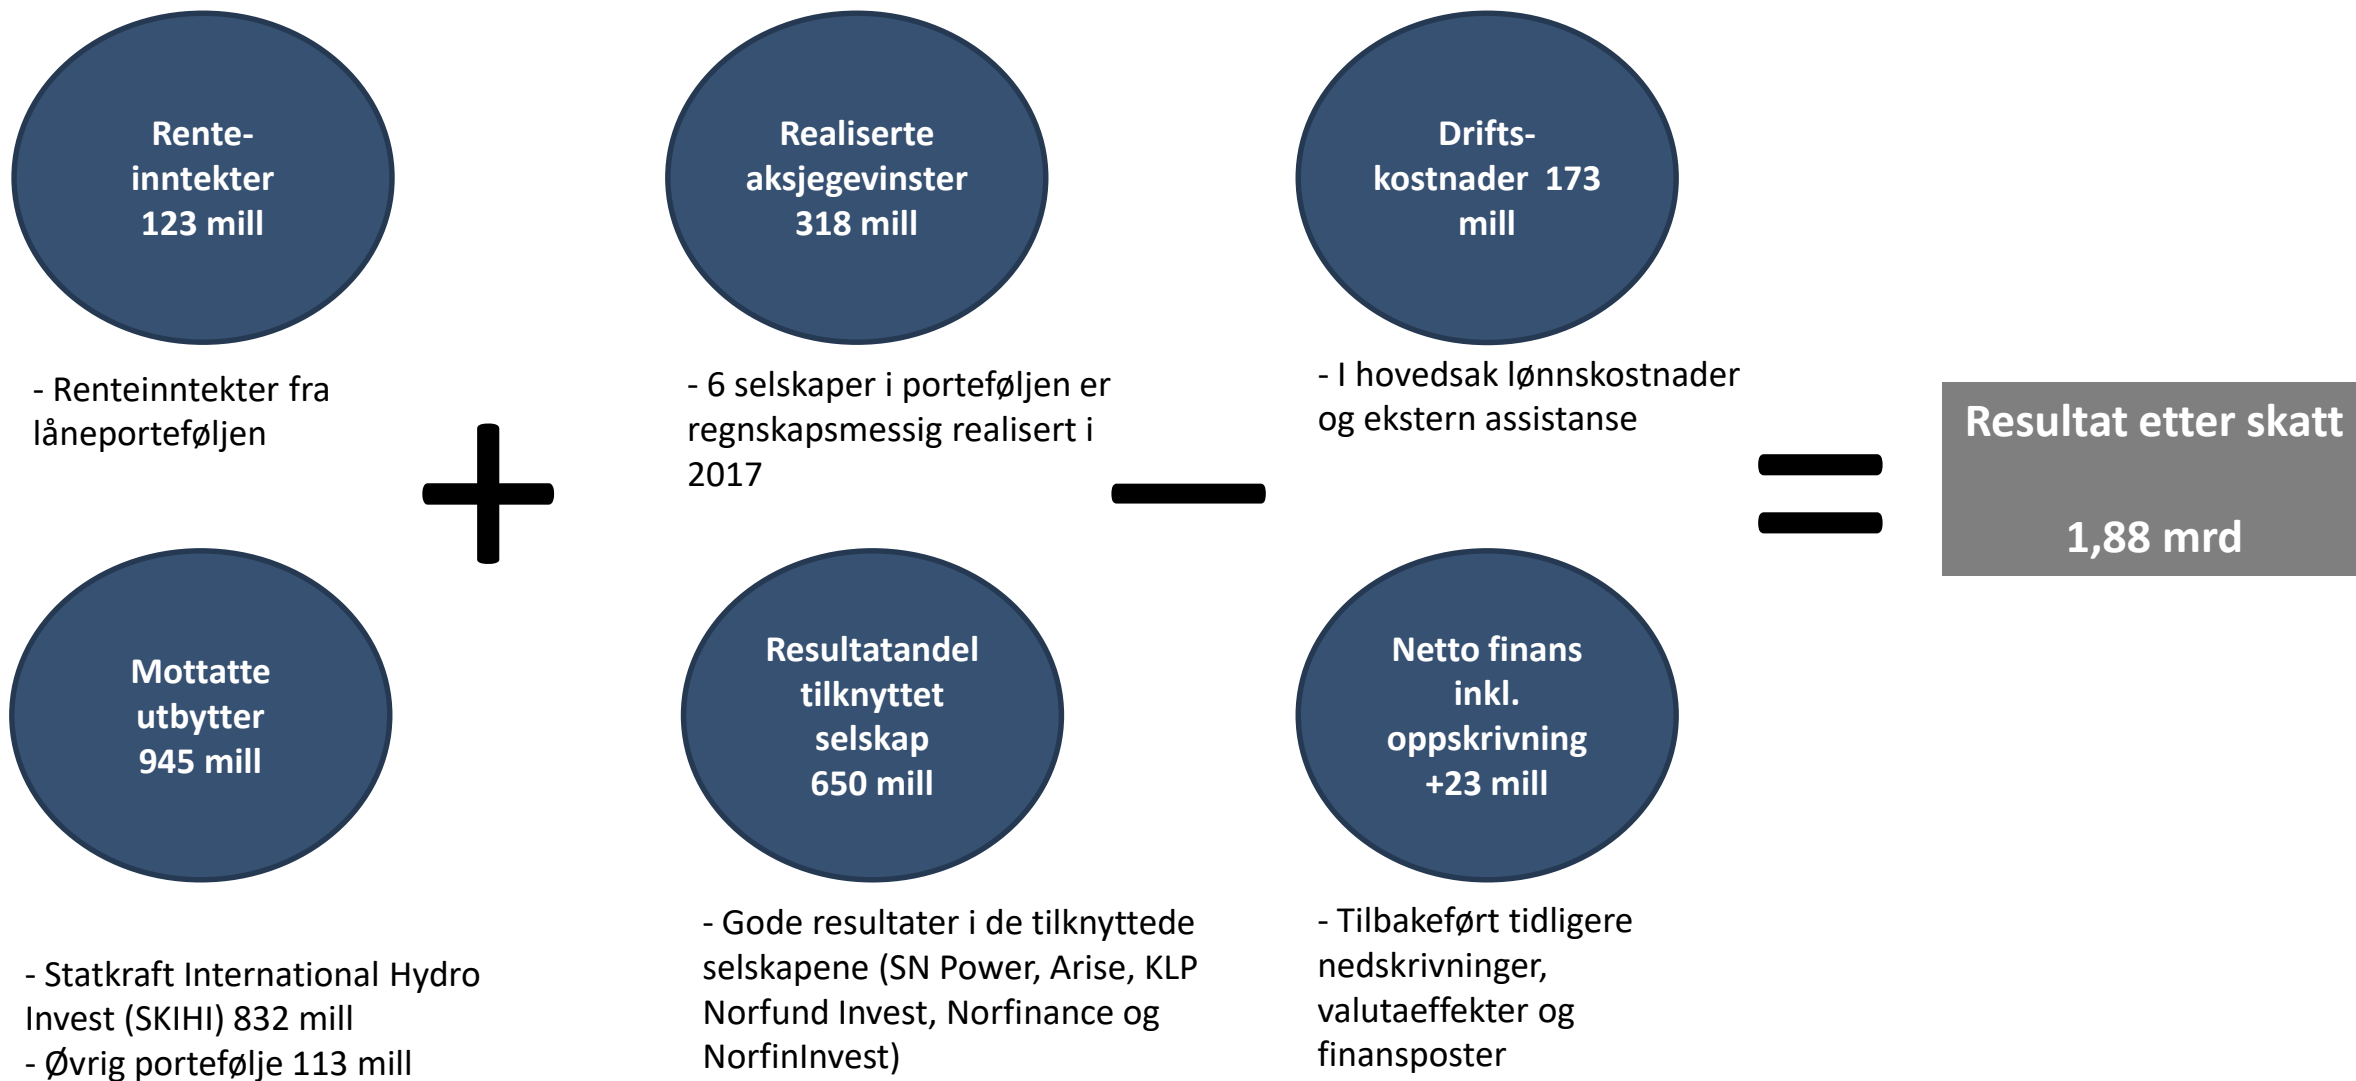 Rente-
inntekter
123 mill
- Renteinntekter fra
låneporteføljen
Mottatte
utbytter
945 mill
- Statkraft International Hydro
Invest (SKIHI) 832 mill
- Øvrig portefølje 113 mill
+
Realiserte
aksjegevinster
318 mill
- 6 selskaper i porteføljen er
regnskapsmessig realisert i
2017
Resultatandel
tilknyttet
selskap
650 mill
- Gode resultater i de tilknyttede
selskapene (SN Power, Arise, KLP
Norfund Invest, Norfinance og
NorfinInvest)
−
Drifts-
kostnader 173
mill
- I hovedsak lønnskostnader
og ekstern assistanse
Netto finans
inkl.
oppskrivning
+23 mill
- Tilbakeført tidligere
nedskrivninger,
valutaeffekter og
finansposter
=
Resultat etter skatt
1,88 mrd